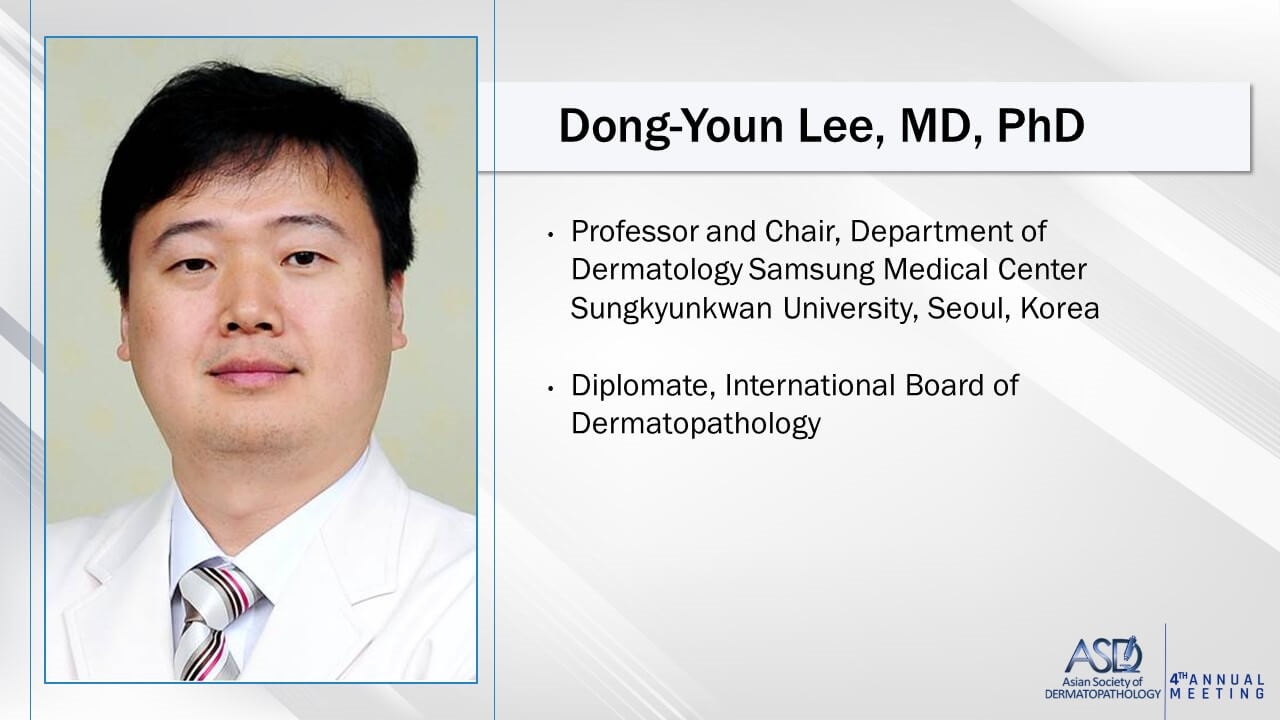 Dong-Youn Lee, MD, PhD
• Professor and Chair, Department of
Dermatology Samsung Medical Center
Sungkyunkwan University, Seoul, Korea
• Diplomate, International Board of
Dermatopathology
ASD
Asian Society of
DERMATOPATHOLOGY
4TH ANNUAL
MEETING